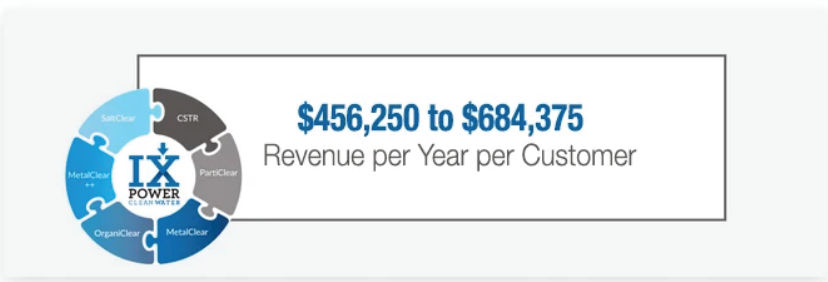 $456,250 to $684,375
Revenue per Year per Customer
SaltClear
CSTR
MetalClear
++
PartiClear
IX
POWER
CLEAN WATER
OrganiClear
MetalClear